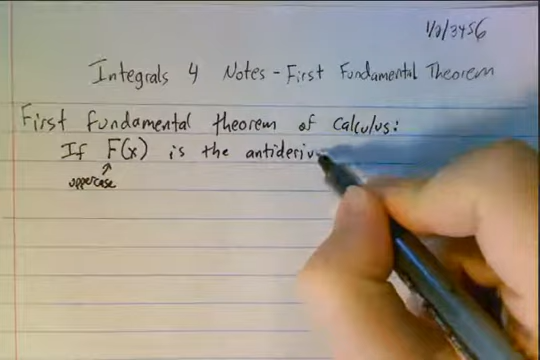 1/2/3456
Integrals 4 Notes - First Fundamental Theorem
First fundamental theorem of calculus:
If F(x) is the antideriv
uppercase